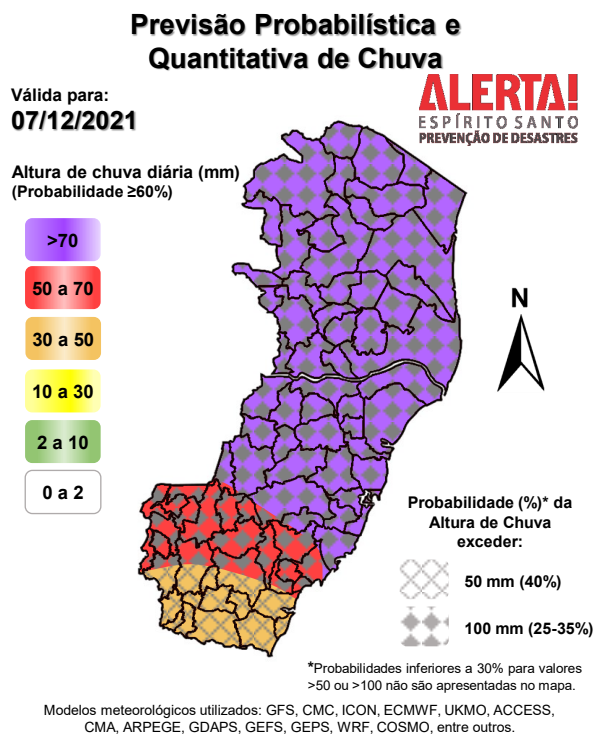 Previsão Probabilística e
Quantitativa de Chuva
Válida para:
07/12/2021
ALERTA!
ESPÍRITO SANTO
PREVENÇÃO DE DESASTRES
Altura de chuva diária (mm)
(Probabilidade ≥60%)
>70
50 a 70
30 a 50
10 a 30
2 a 10
0 a 2
N
Probabilidade (%)* da
Altura de Chuva
exceder:
50 mm (40%)
100 mm (25-35%)
*Probabilidades inferiores a 30% para valores
>50 ou >100 não são apresentadas no mapa.
Modelos meteorológicos utilizados: GFS, CMC, ICON, ECMWF, UKMO, ACCESS,
CMA, ARPEGE, GDAPS, GEFS, GEPS, WRF, COSMO, entre outros.